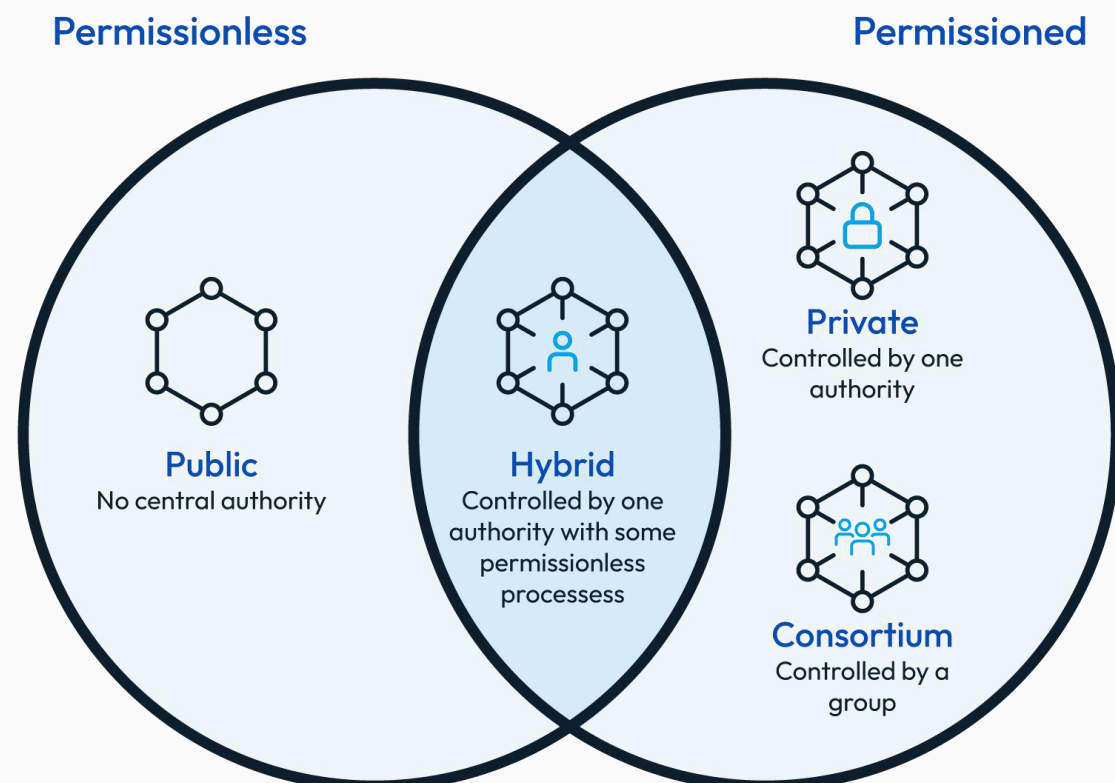 Permissionless
Permissioned
Public
No central authority
Hybrid
Controlled by one
authority with some
permissionless
processess
Private
Controlled by one
authority
Consortium
Controlled by a
group